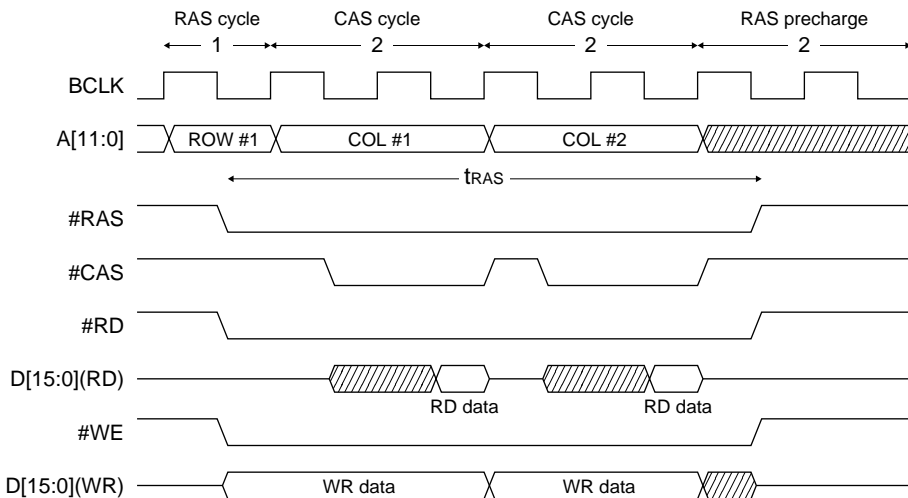 RAS cycle CAS cycle CAS cycle RAS precharge
1 2 2 2
BCLK
A[11:0] ROW #1 COL #1 COL #2
tRAS
#RAS
#CAS
#RD
D[15:0](RD)
RD data RD data
#WE
D[15:0](WR) WR data WR data